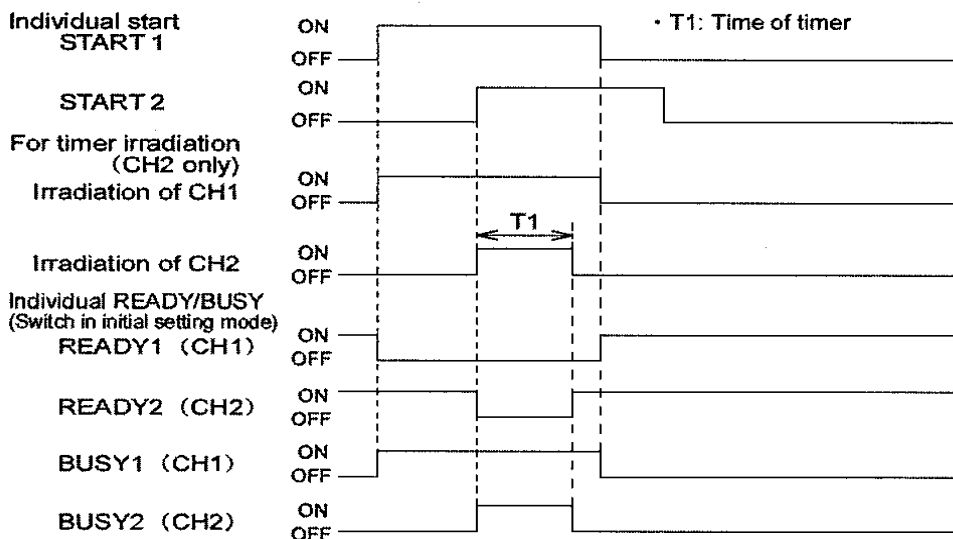 Individual start
START 1
ON
OFF
・T1: Time of timer
START 2
ON
OFF
For timer irradiation
(CH2 only)
Irradiation of CH1
ON
OFF
T1
Irradiation of CH2
ON
OFF
Individual READY/BUSY
(Switch in initial setting mode)
READY1 (CH1)
ON
OFF
READY2 (CH2)
ON
OFF
BUSY1 (CH1)
ON
OFF
BUSY2 (CH2)
ON
OFF